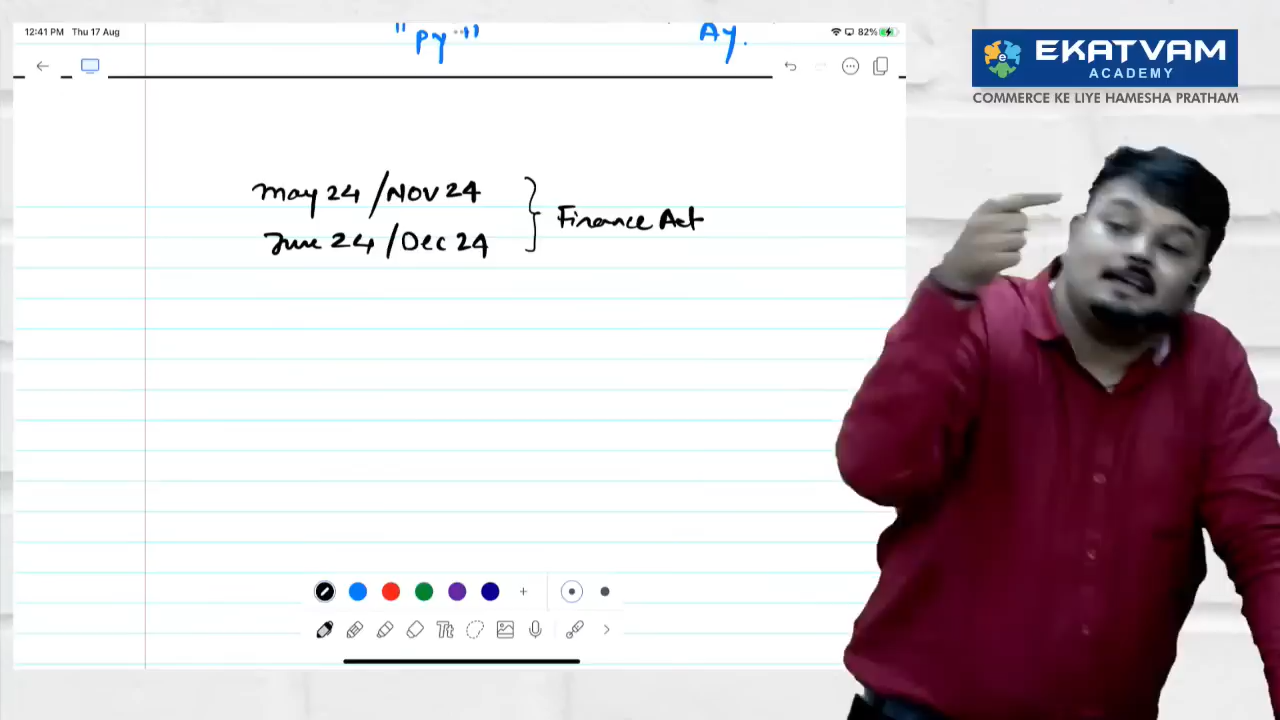 12:41 PM Thu 17 Aug
82%
"PY"
AY.
May 24 / Nov 24
June 24 / Dec 24
Finance Act
Tt
EKATVAM
ACADEMY
COMMERCE KE LIYE HAMESHA PRATHAM